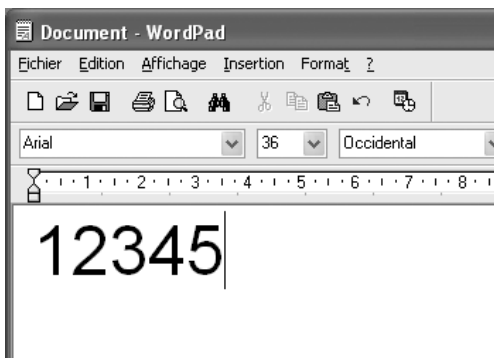 Document - WordPad
Fichier Edition Affichage Insertion Format ?
Arial 36 Occidental
1 2 3 4 5 6 7 8
12345